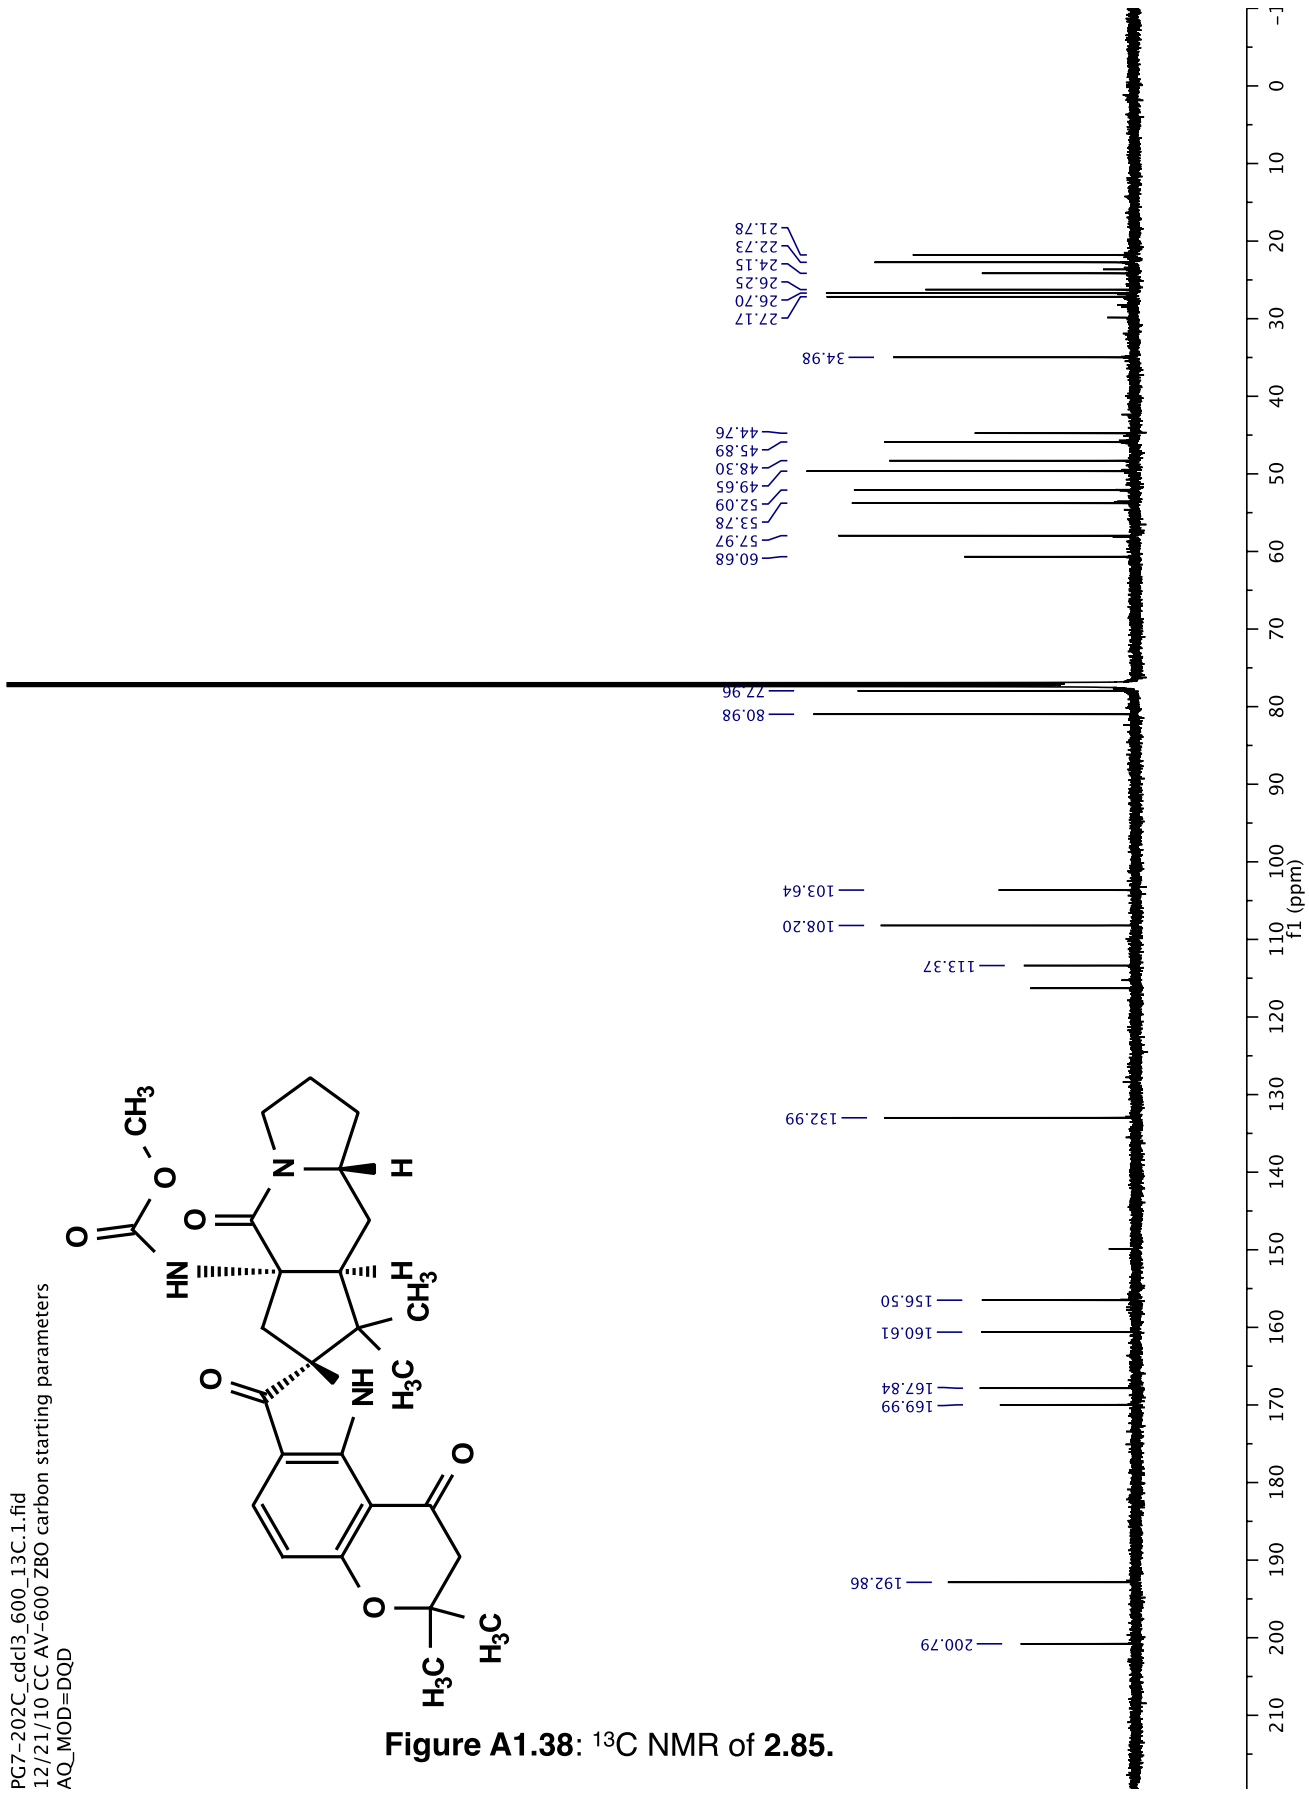 PG7-202C_cdcl3_600_13C.1.fid
12/21/10 CC AV-600 ZBO carbon starting parameters
AQ_MOD=DQD
21.78
22.73
24.15
26.25
26.70
27.17
34.98
44.76
45.89
48.30
49.65
52.09
53.78
57.97
60.68
77.96
80.98
103.64
108.20
113.37
132.99
156.50
160.61
167.84
169.99
192.86
200.79
-1
0
10
20
30
40
50
60
70
80
90
100
110
120
130
140
150
160
170
180
190
200
210
f1 (ppm)
CH3
O
O
HN
O
N
H
H
CH3
H3C
NH
O
O
O
H3C
H3C
Figure A1.38: ¹³C NMR of 2.85.